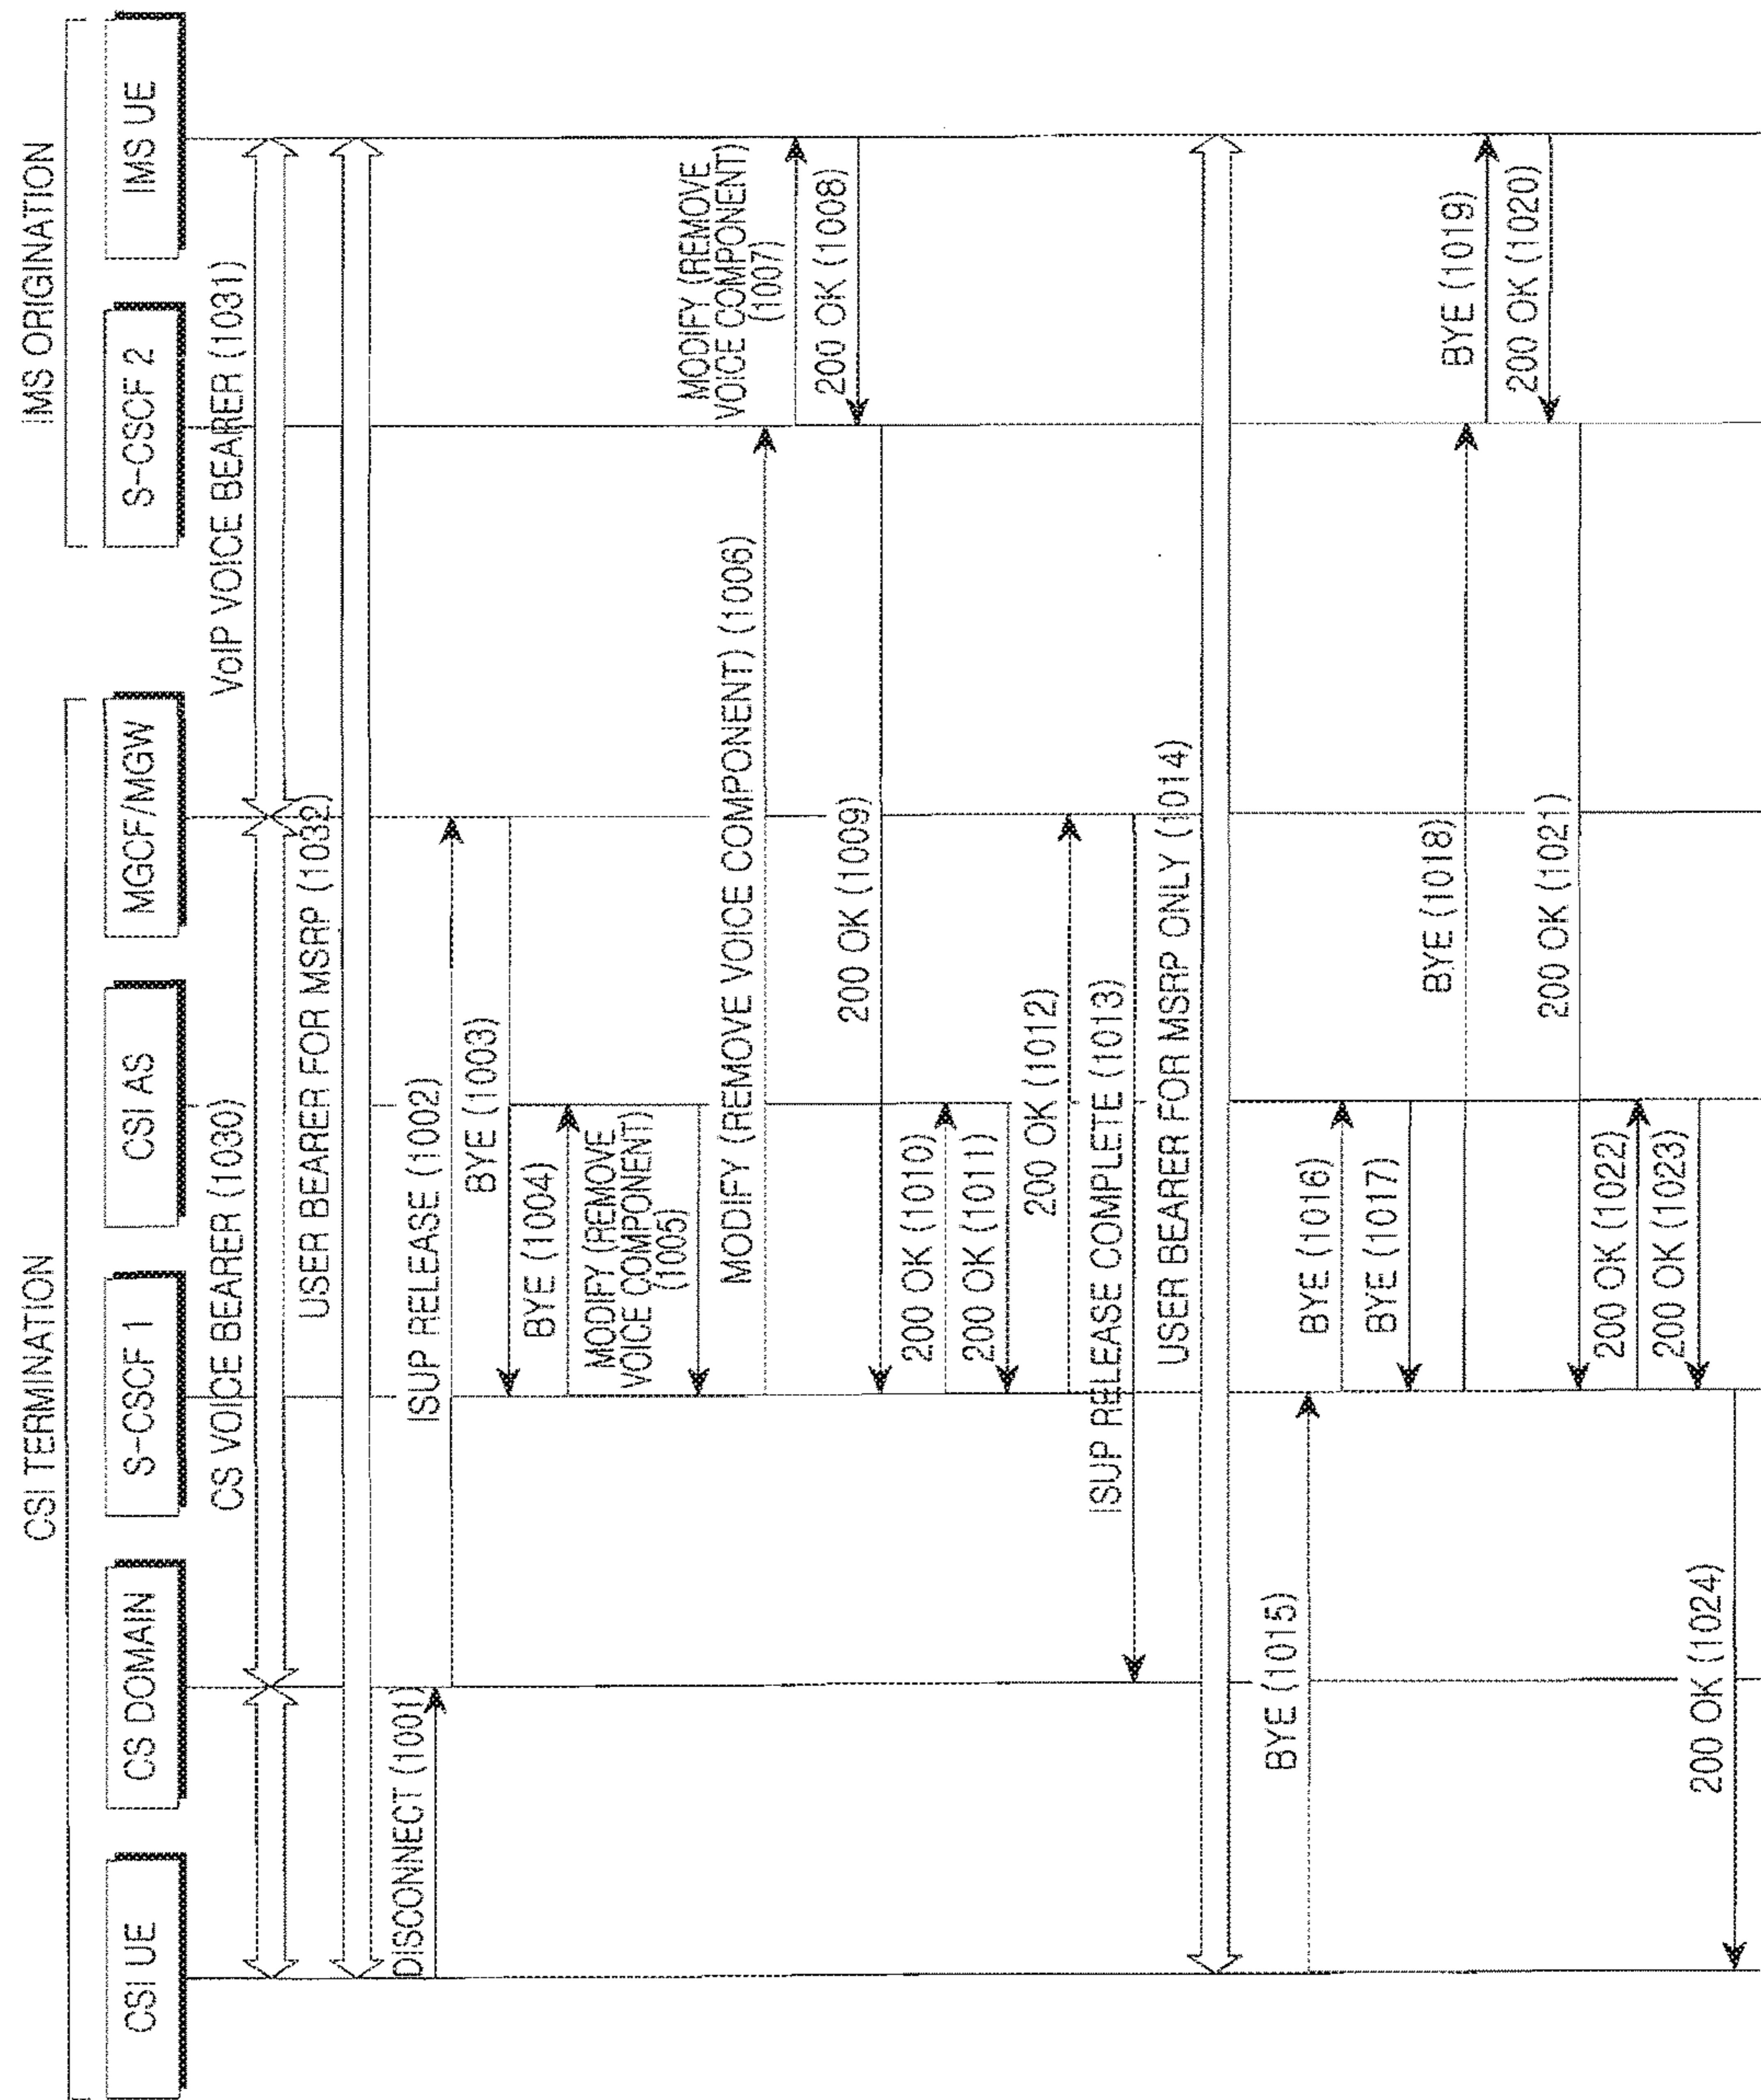 CSI TERMINATION
IMS ORIGINATION
CSI UE
CS DOMAIN
S-CSCF 1
CSI AS
MGCF/MGW
S-CSCF 2
IMS UE
CS VOICE BEARER (1030)
VoIP VOICE BEARER (1031)
USER BEARER FOR MSRP (1032)
DISCONNECT (1001)
ISUP RELEASE (1002)
BYE (1003)
BYE (1004)
MODIFY (REMOVE
VOICE COMPONENT)
(1005)
MODIFY (REMOVE VOICE COMPONENT) (1006)
MODIFY (REMOVE
VOICE COMPONENT)
(1007)
200 OK (1008)
200 OK (1009)
200 OK (1010)
200 OK (1011)
200 OK (1012)
ISUP RELEASE COMPLETE (1013)
USER BEARER FOR MSRP ONLY (1014)
BYE (1015)
BYE (1016)
BYE (1017)
BYE (1018)
BYE (1019)
200 OK (1020)
200 OK (1021)
200 OK (1022)
200 OK (1023)
200 OK (1024)